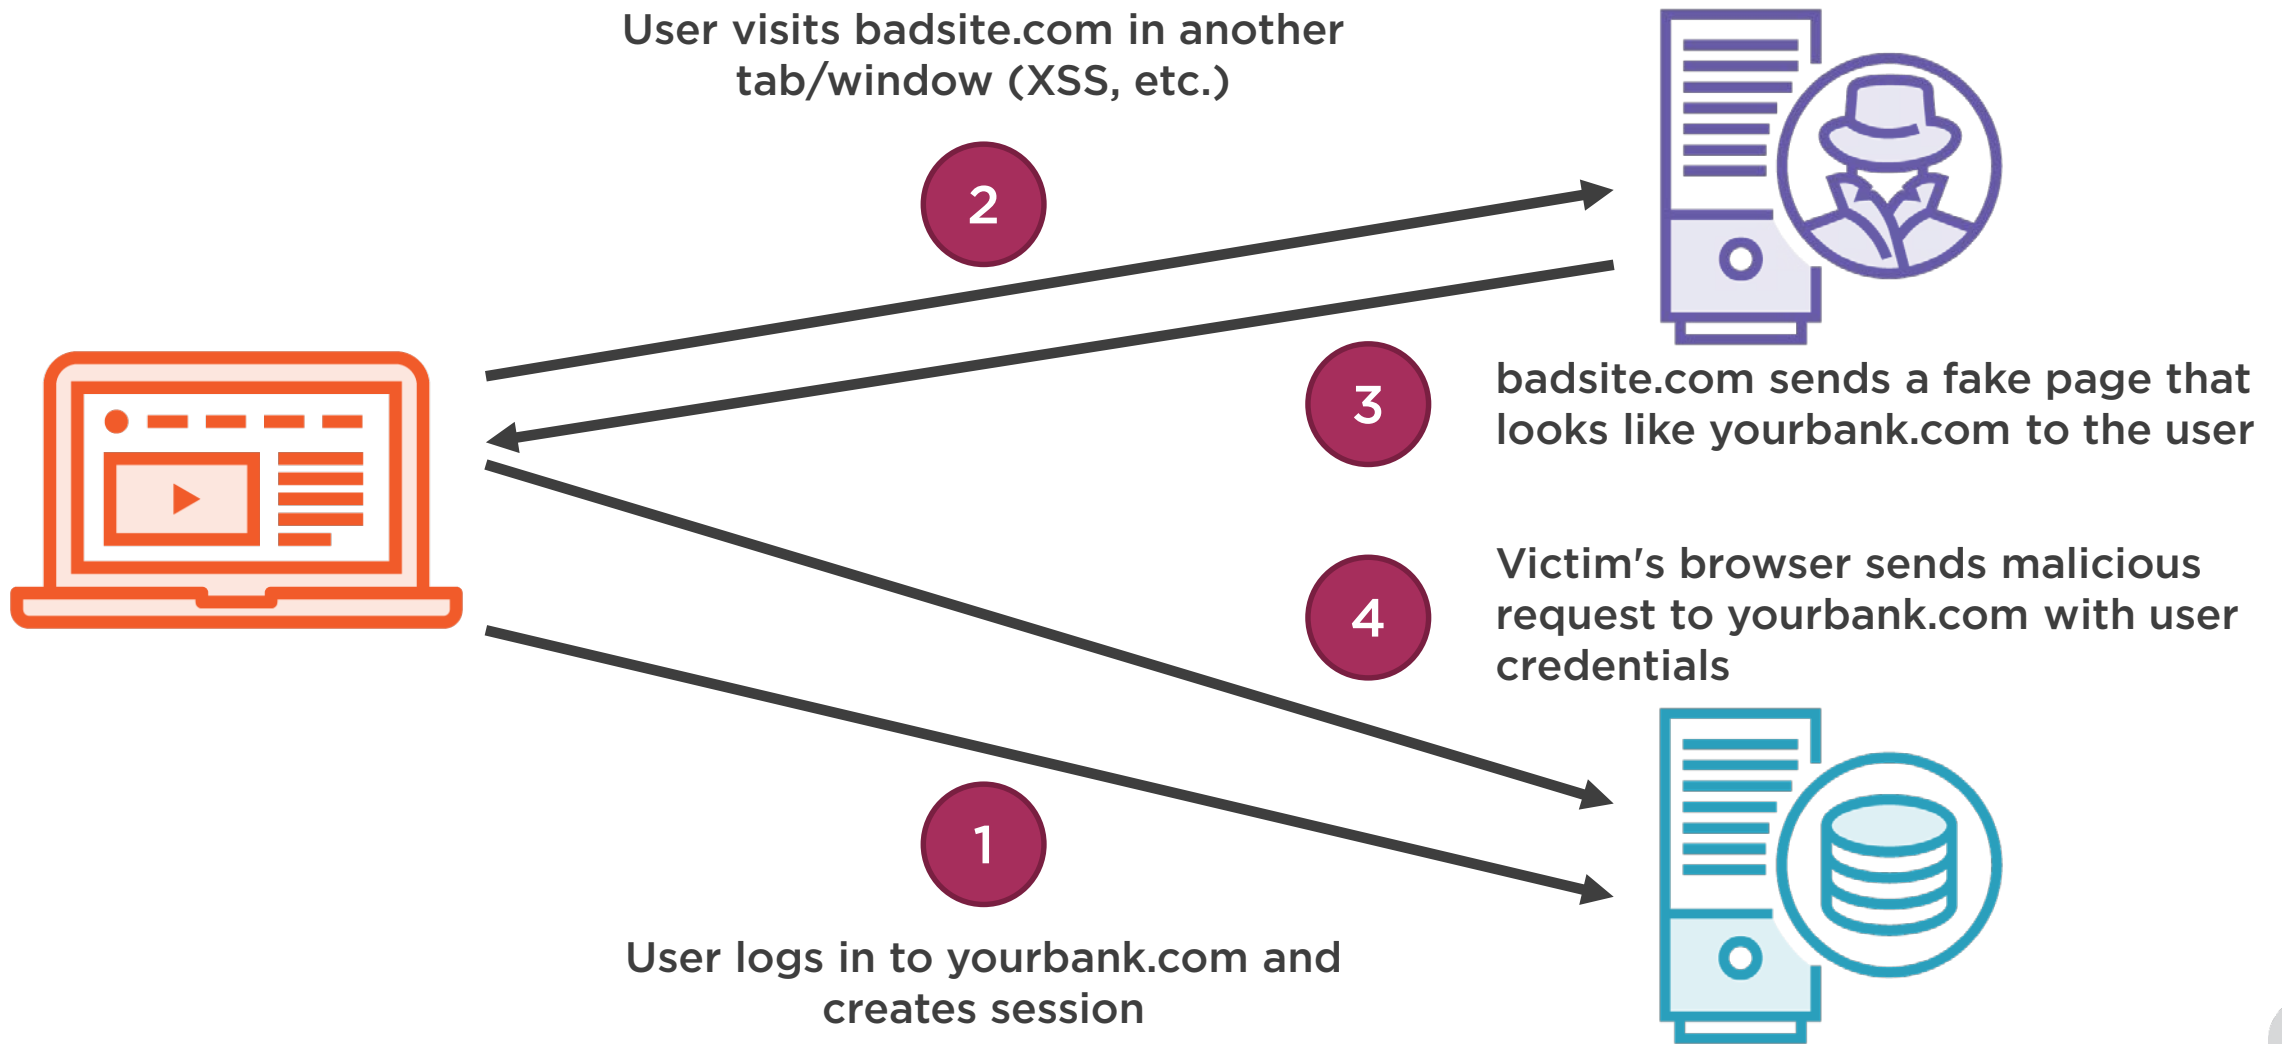 User visits badsite.com in another
tab/window (XSS, etc.)
2
3
badsite.com sends a fake page that
looks like yourbank.com to the user
4
Victim's browser sends malicious
request to yourbank.com with user
credentials
1
User logs in to yourbank.com and
creates session